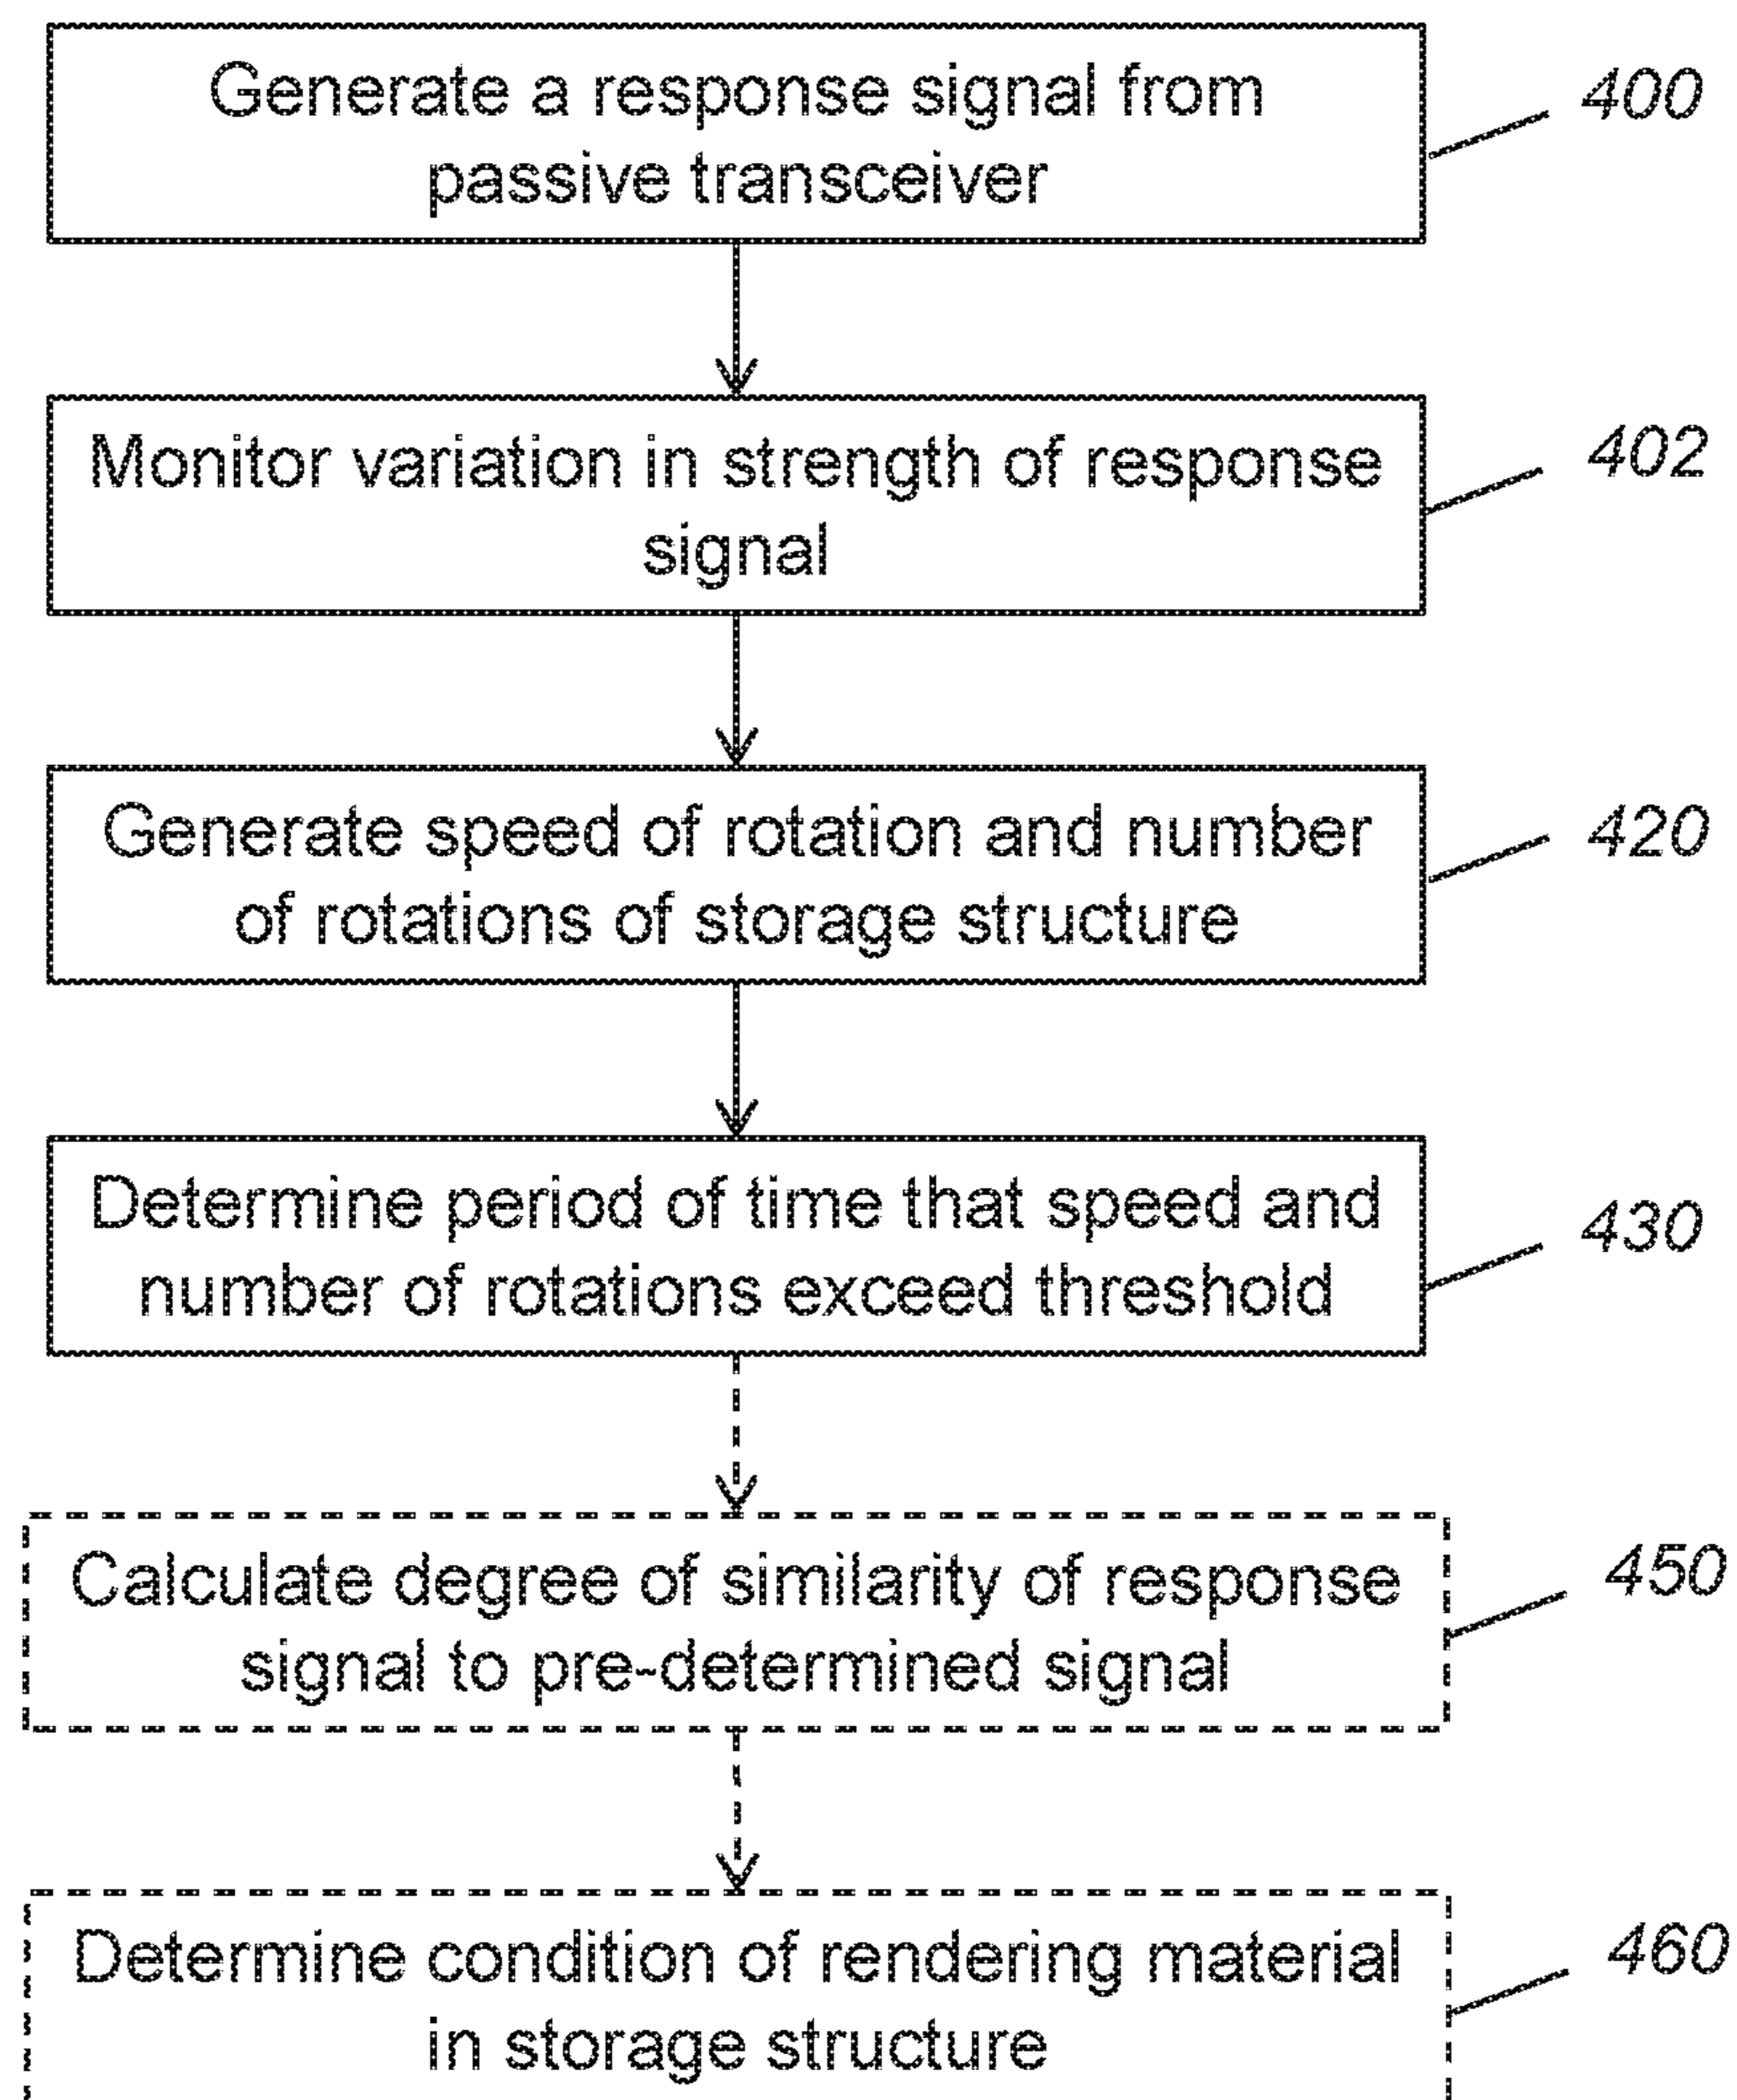 Generate a response signal from
passive transceiver
400
Monitor variation in strength of response
signal
402
Generate speed of rotation and number
of rotations of storage structure
420
Determine period of time that speed and
number of rotations exceed threshold
430
Calculate degree of similarity of response
signal to pre-determined signal
450
Determine condition of rendering material
in storage structure
460